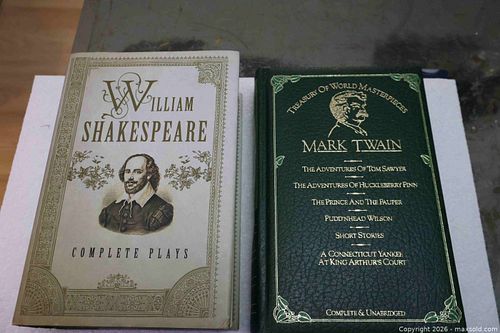 WILLIAM
SHAKESPEARE
COMPLETE PLAYS
TREASURY OF WORLD MASTERPIECES
MARK TWAIN
THE ADVENTURES OF TOM SAWYER
THE ADVENTURES OF HUCKLEBERRY FINN
THE PRINCE AND THE PAUPER
PUDD'NHEAD WILSON
SHORT STORIES
A CONNECTICUT YANKEE
AT KING ARTHUR'S COURT
COMPLETE & UNABRIDGED
Copyright 2026 - maxsold.com